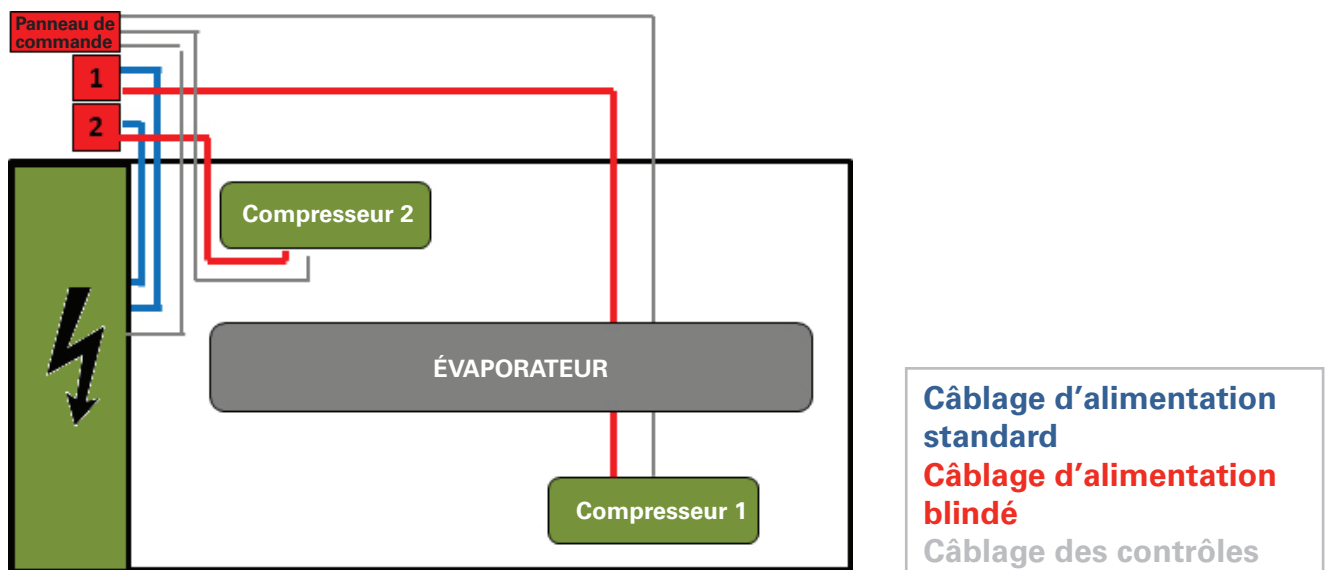 Panneau de
commande
1
2
Compresseur 2
ÉVAPORATEUR
Compresseur 1
Câblage d’alimentation
standard
Câblage d’alimentation
blindé
Câblage des contrôles